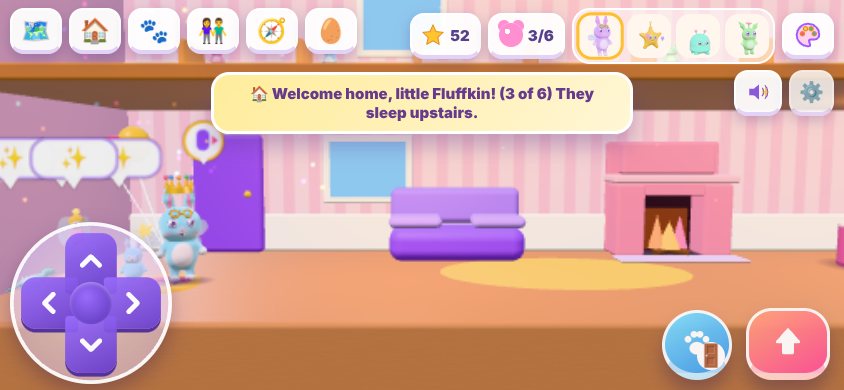 52
3/6
🏠 Welcome home, little Fluffkin! (3 of 6) They
sleep upstairs.